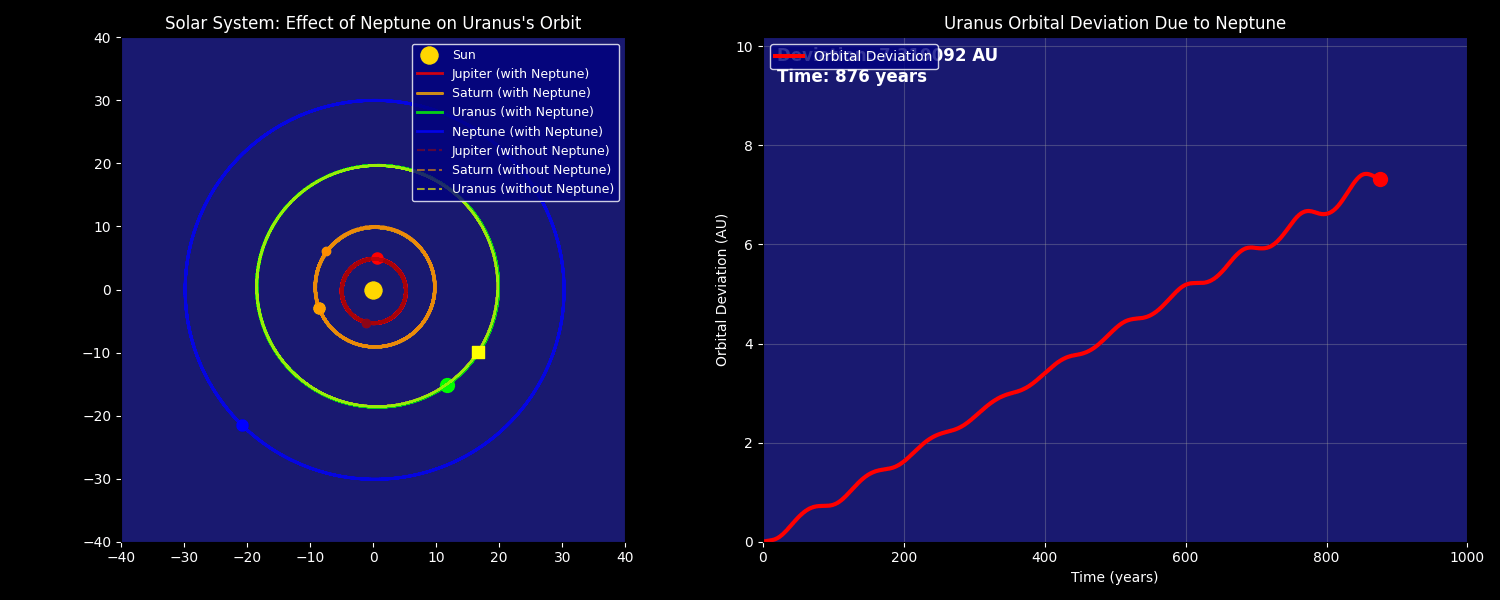 Solar System: Effect of Neptune on Uranus's Orbit
40
30
20
10
0
−10
−20
−30
−40
−40 −30 −20 −10 0 10 20 30 40
Sun
Jupiter (with Neptune)
Saturn (with Neptune)
Uranus (with Neptune)
Neptune (with Neptune)
Jupiter (without Neptune)
Saturn (without Neptune)
Uranus (without Neptune)
Uranus Orbital Deviation Due to Neptune
Orbital Deviation
AU
Time: 876 years
Orbital Deviation (AU)
10
8
6
4
2
0
0 200 400 600 800 1000
Time (years)